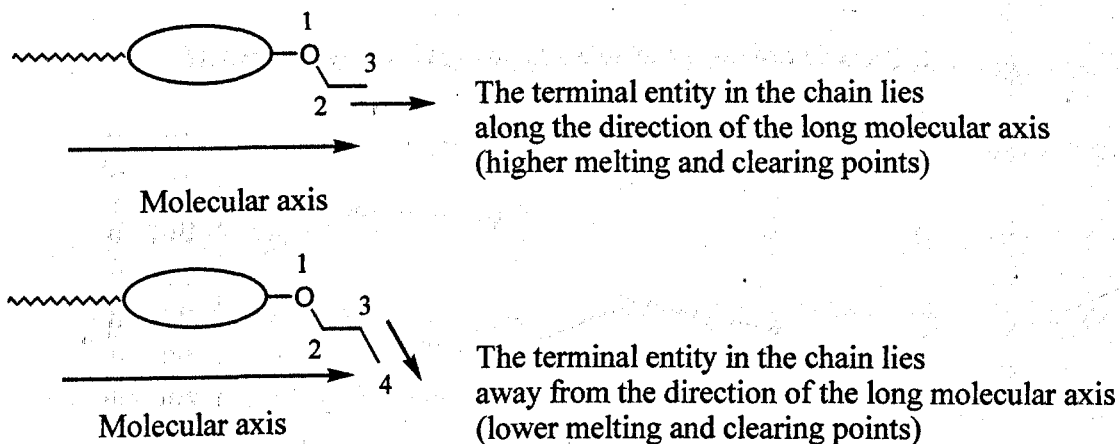 1
O
3
2
The terminal entity in the chain lies
along the direction of the long molecular axis
(higher melting and clearing points)
Molecular axis
1
O
3
2
4
The terminal entity in the chain lies
away from the direction of the long molecular axis
(lower melting and clearing points)
Molecular axis